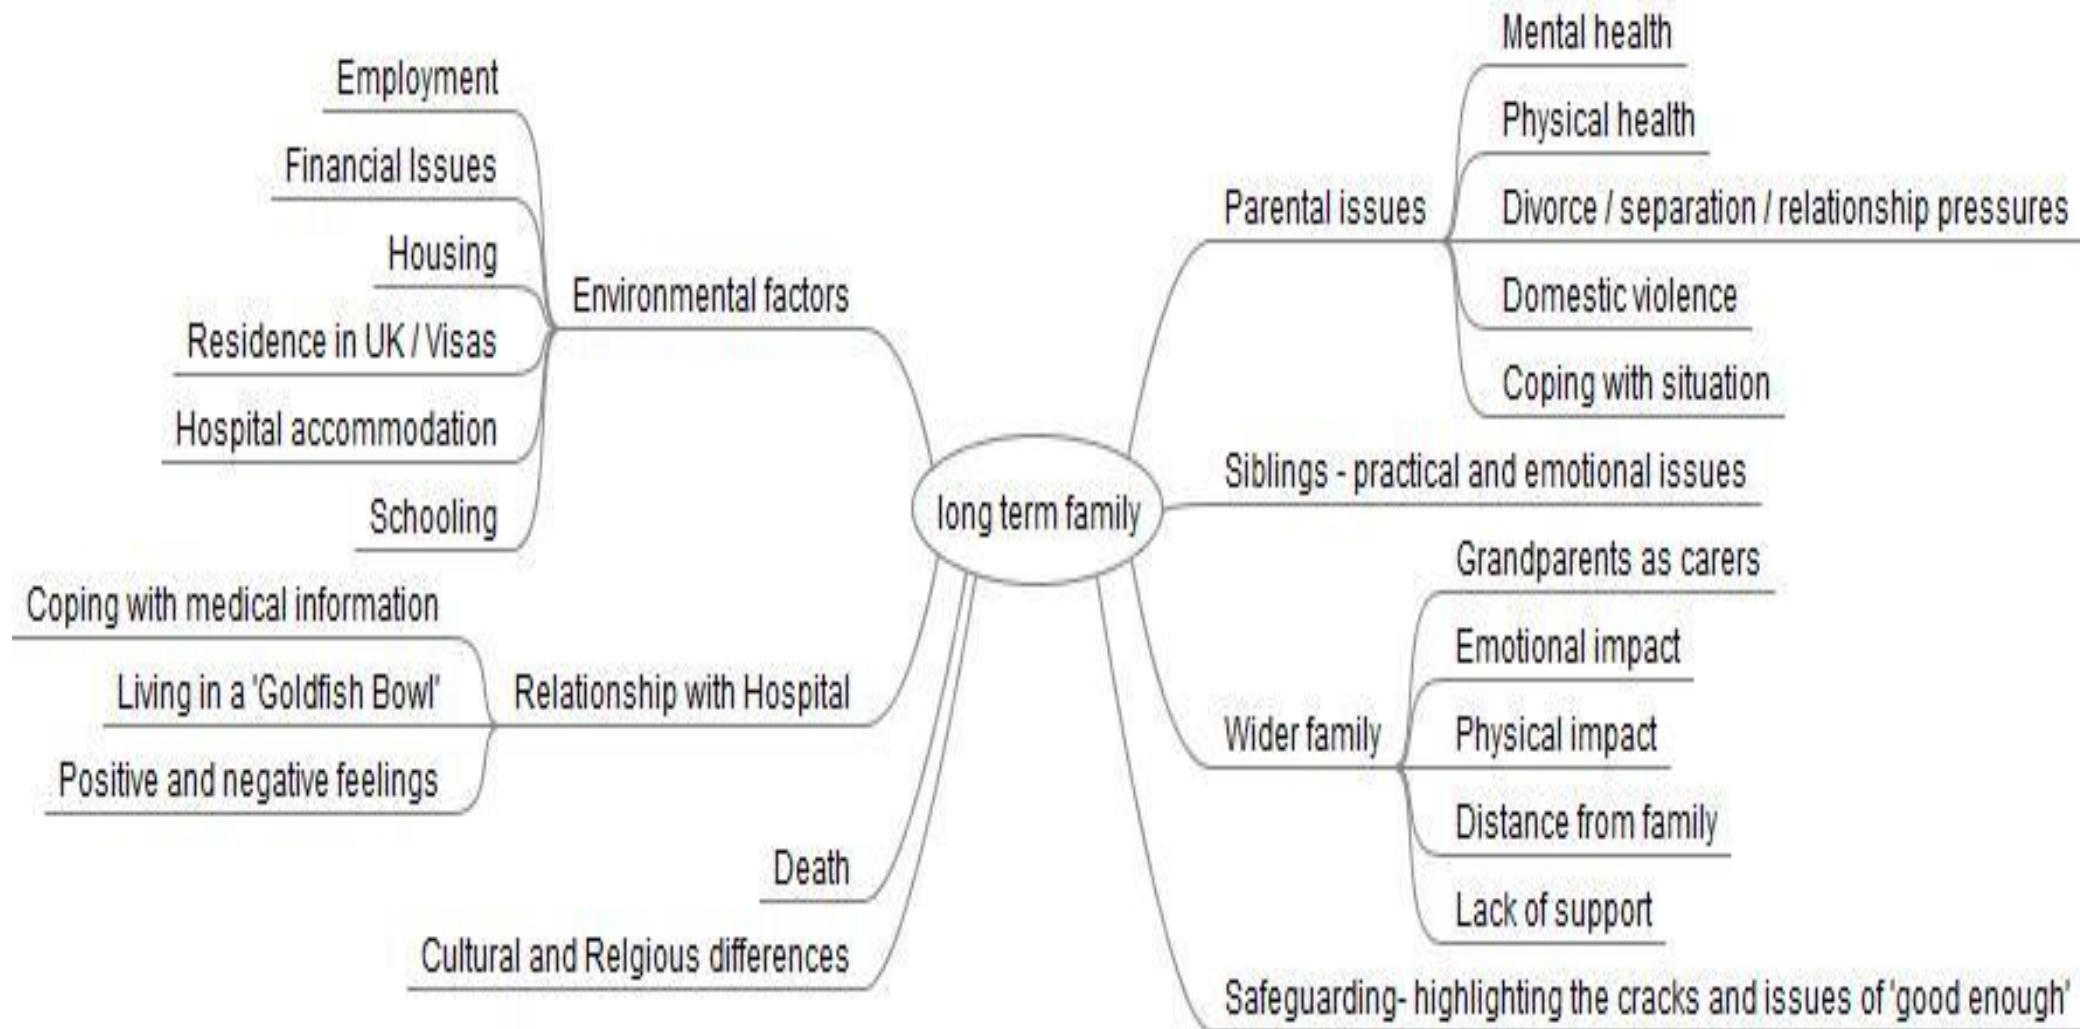 Employment
Financial Issues
Housing
Residence in UK / Visas
Hospital accommodation
Schooling
Environmental factors
Coping with medical information
Living in a 'Goldfish Bowl'
Positive and negative feelings
Relationship with Hospital
Death
Cultural and Relgious differences
long term family
Parental issues
Mental health
Physical health
Divorce / separation / relationship pressures
Domestic violence
Coping with situation
Siblings - practical and emotional issues
Wider family
Grandparents as carers
Emotional impact
Physical impact
Distance from family
Lack of support
Safeguarding- highlighting the cracks and issues of 'good enough'